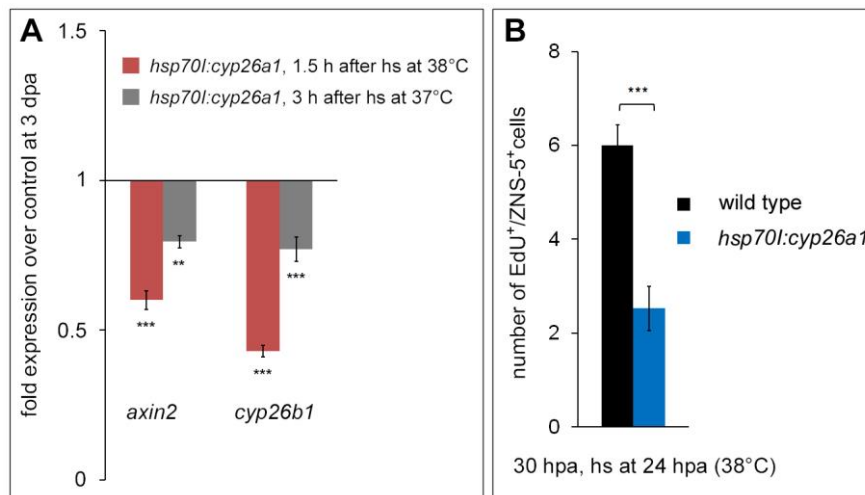 A
fold expression over control at 3 dpa
1.5
1
0.5
0
hsp70l:cyp26a1, 1.5 h after hs at 38°C
hsp70l:cyp26a1, 3 h after hs at 37°C
***
**
***
***
axin2
cyp26b1
B
number of EdU⁺/ZNS-5⁺cells
8
6
4
2
0
***
wild type
hsp70l:cyp26a1
30 hpa, hs at 24 hpa (38°C)